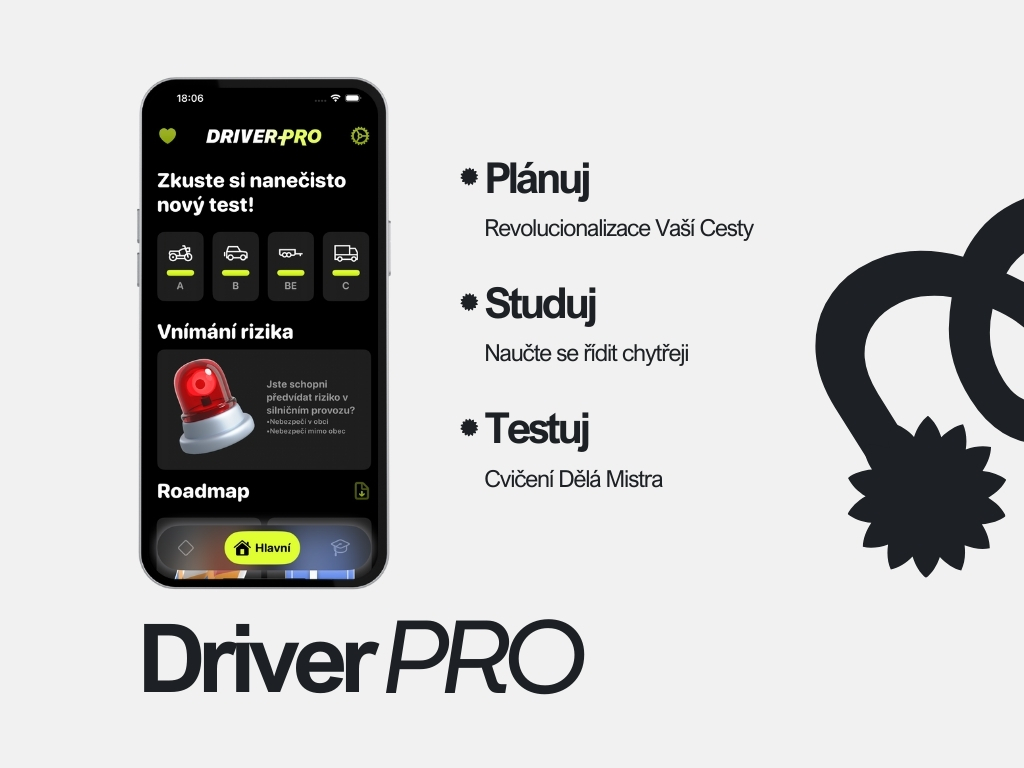 18:06
DRIVER-PRO
Zkuste si nanečisto
nový test!
A
B
BE
C
Vnímání rizika
Jste schopni
předvídat riziko v
silničním provozu?
•Nebezpečí v obci
•Nebezpečí mimo obec
Roadmap
Hlavní
Plánuj
Revolucionalizace Vaší Cesty
Studuj
Naučte se řídit chytřeji
Testuj
Cvičení Dělá Mistra
Driver PRO